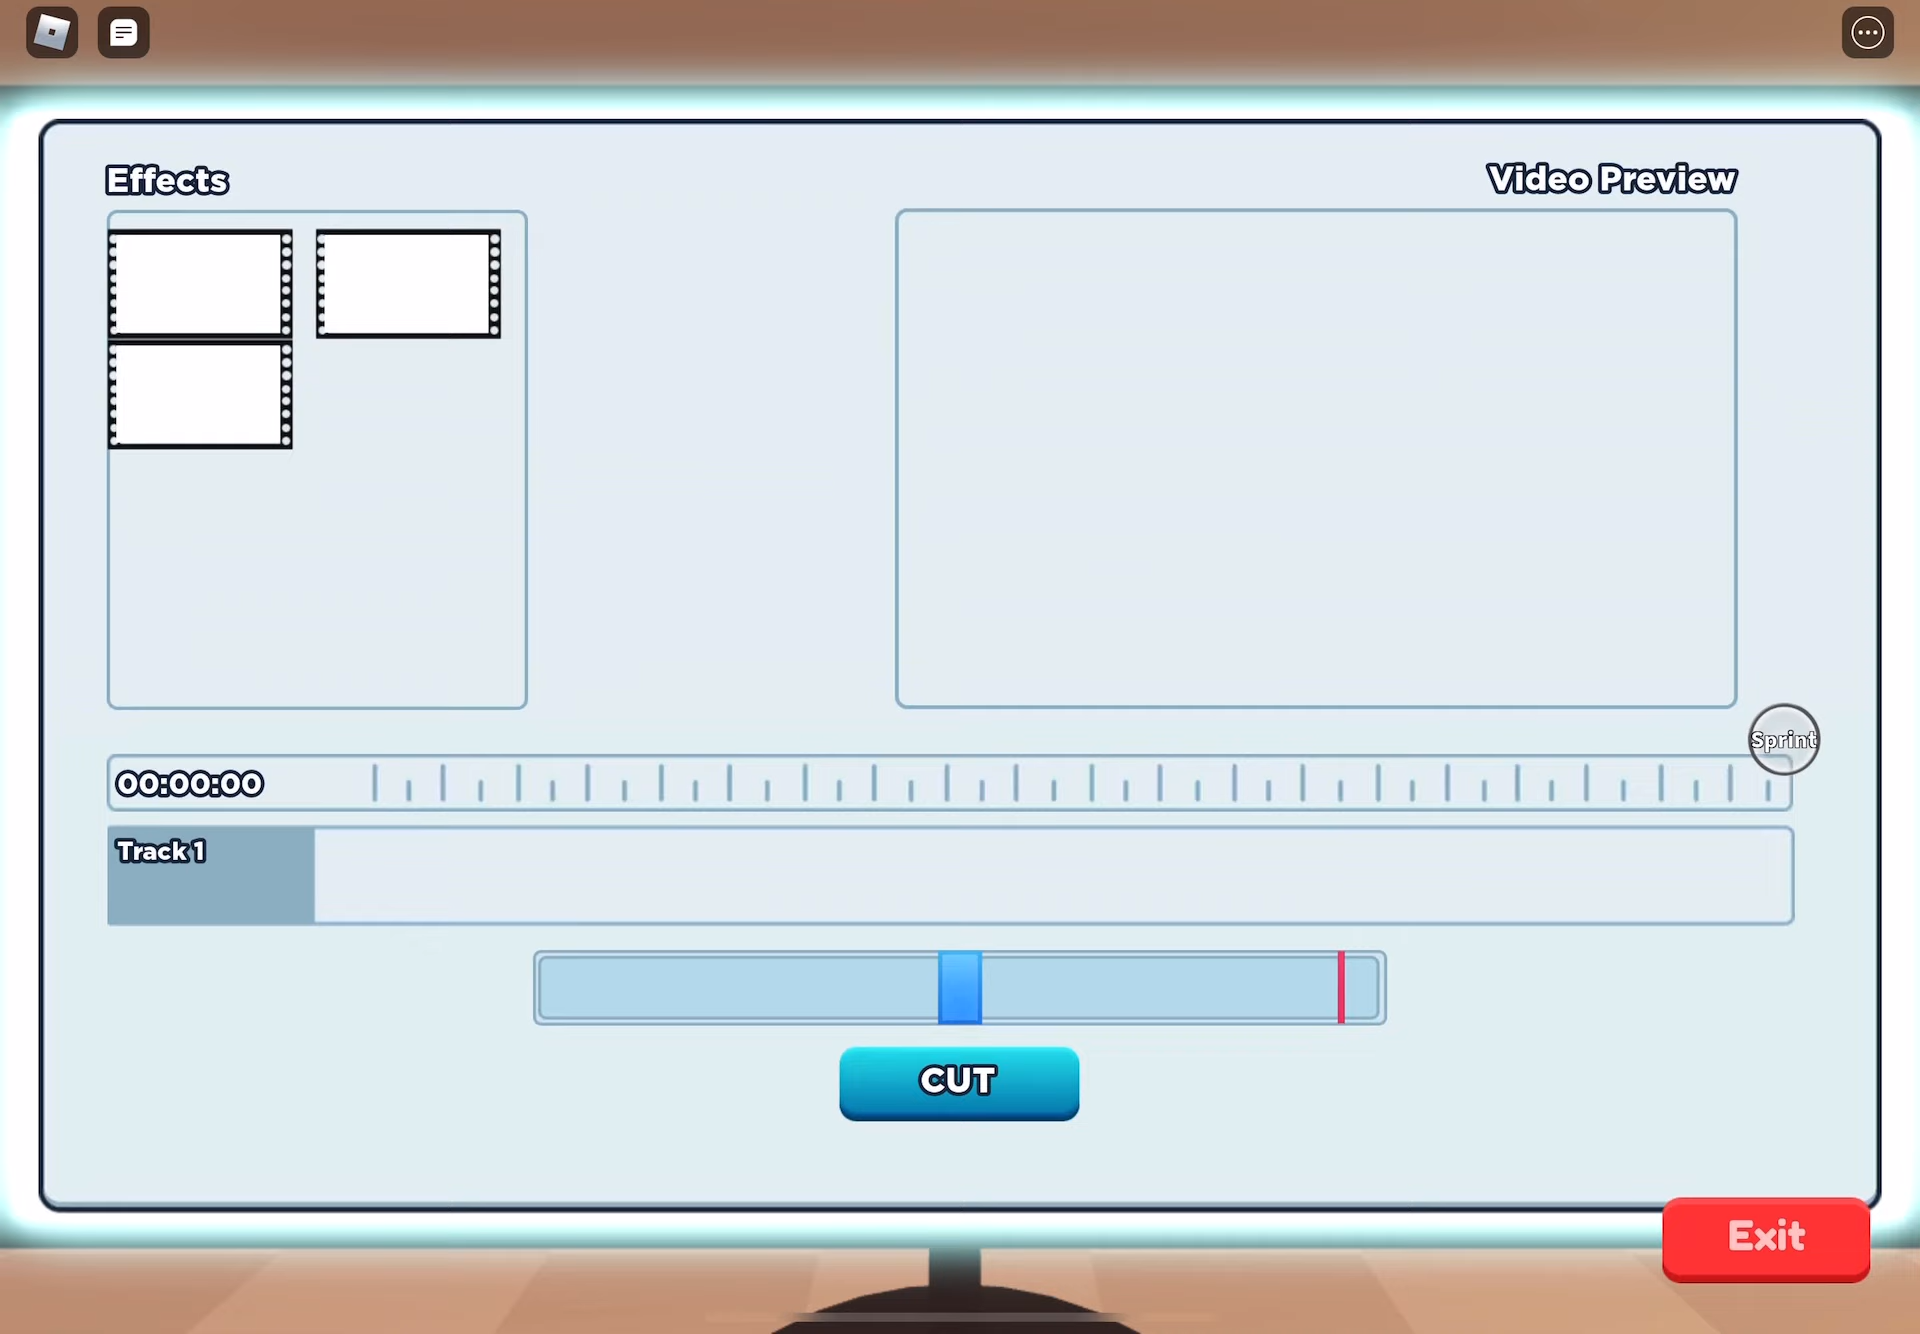 Effects
Video Preview
Sprint
00:00:00
Track 1
CUT
Exit